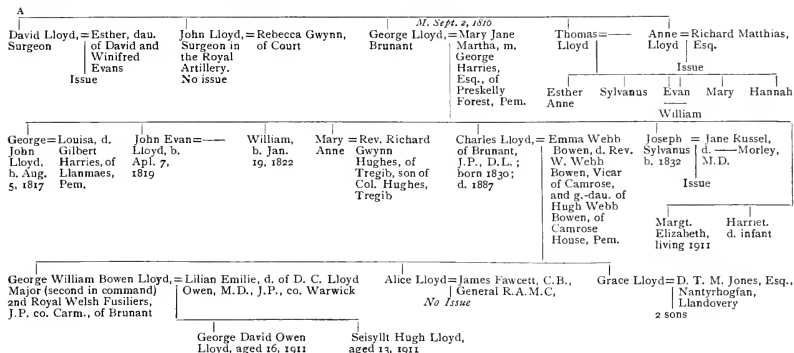 A
M. Sept. 2, 1816
David Lloyd, = Esther, dau.
Surgeon
of David and
Winifred
Evans
Issue
John Lloyd, = Rebecca Gwynn,
Surgeon in
of Court
the Royal
Artillery.
No issue
George Lloyd, = Mary Jane
Brunant
Martha, m.
George
Harries,
Esq., of
Preskelly
Forest, Pem.
Thomas =
Lloyd
Anne = Richard Matthias,
Lloyd
Esq.
Issue
Esther
Anne
Sylvanus
Evan
Mary
Hannah
William
George = Louisa, d.
John
Gilbert
Lloyd,
Harries, of
b. Aug.
Llanmaes,
5, 1817
Pem.
John Evan =
Lloyd, b.
Apl. 7,
1819
William,
b. Jan.
19, 1822
Mary = Rev. Richard
Anne
Gwynn
Hughes, of
Tregib, son of
Col. Hughes,
Tregib
Charles Lloyd, = Emma Webb
of Brunant,
Bowen, d. Rev.
J.P., D.L. ;
W. Webb
born 1830 ;
Bowen, Vicar
d. 1887
of Camrose,
and g.-dau. of
Hugh Webb
Bowen, of
Camrose
House, Pem.
Joseph = Jane Russel,
Sylvanus
d. — Morley,
b. 1832
M.D.
Issue
Margt.
Elizabeth,
living 1911
Harriet.
d. infant
George William Bowen Lloyd, = Lilian Emilie, d. of D. C. Lloyd
Major (second in command)
Owen, M.D., J.P., co. Warwick
2nd Royal Welsh Fusiliers,
J.P. co. Carm., of Brunant
Alice Lloyd = James Fawcett, C.B.,
General R.A.M.C,
No Issue
Grace Lloyd = D. T. M. Jones, Esq.,
Nantyrhogfan,
Llandovery
2 sons
George David Owen
Lloyd, aged 16, 1911
Seisyllt Hugh Lloyd,
aged 13, 1911